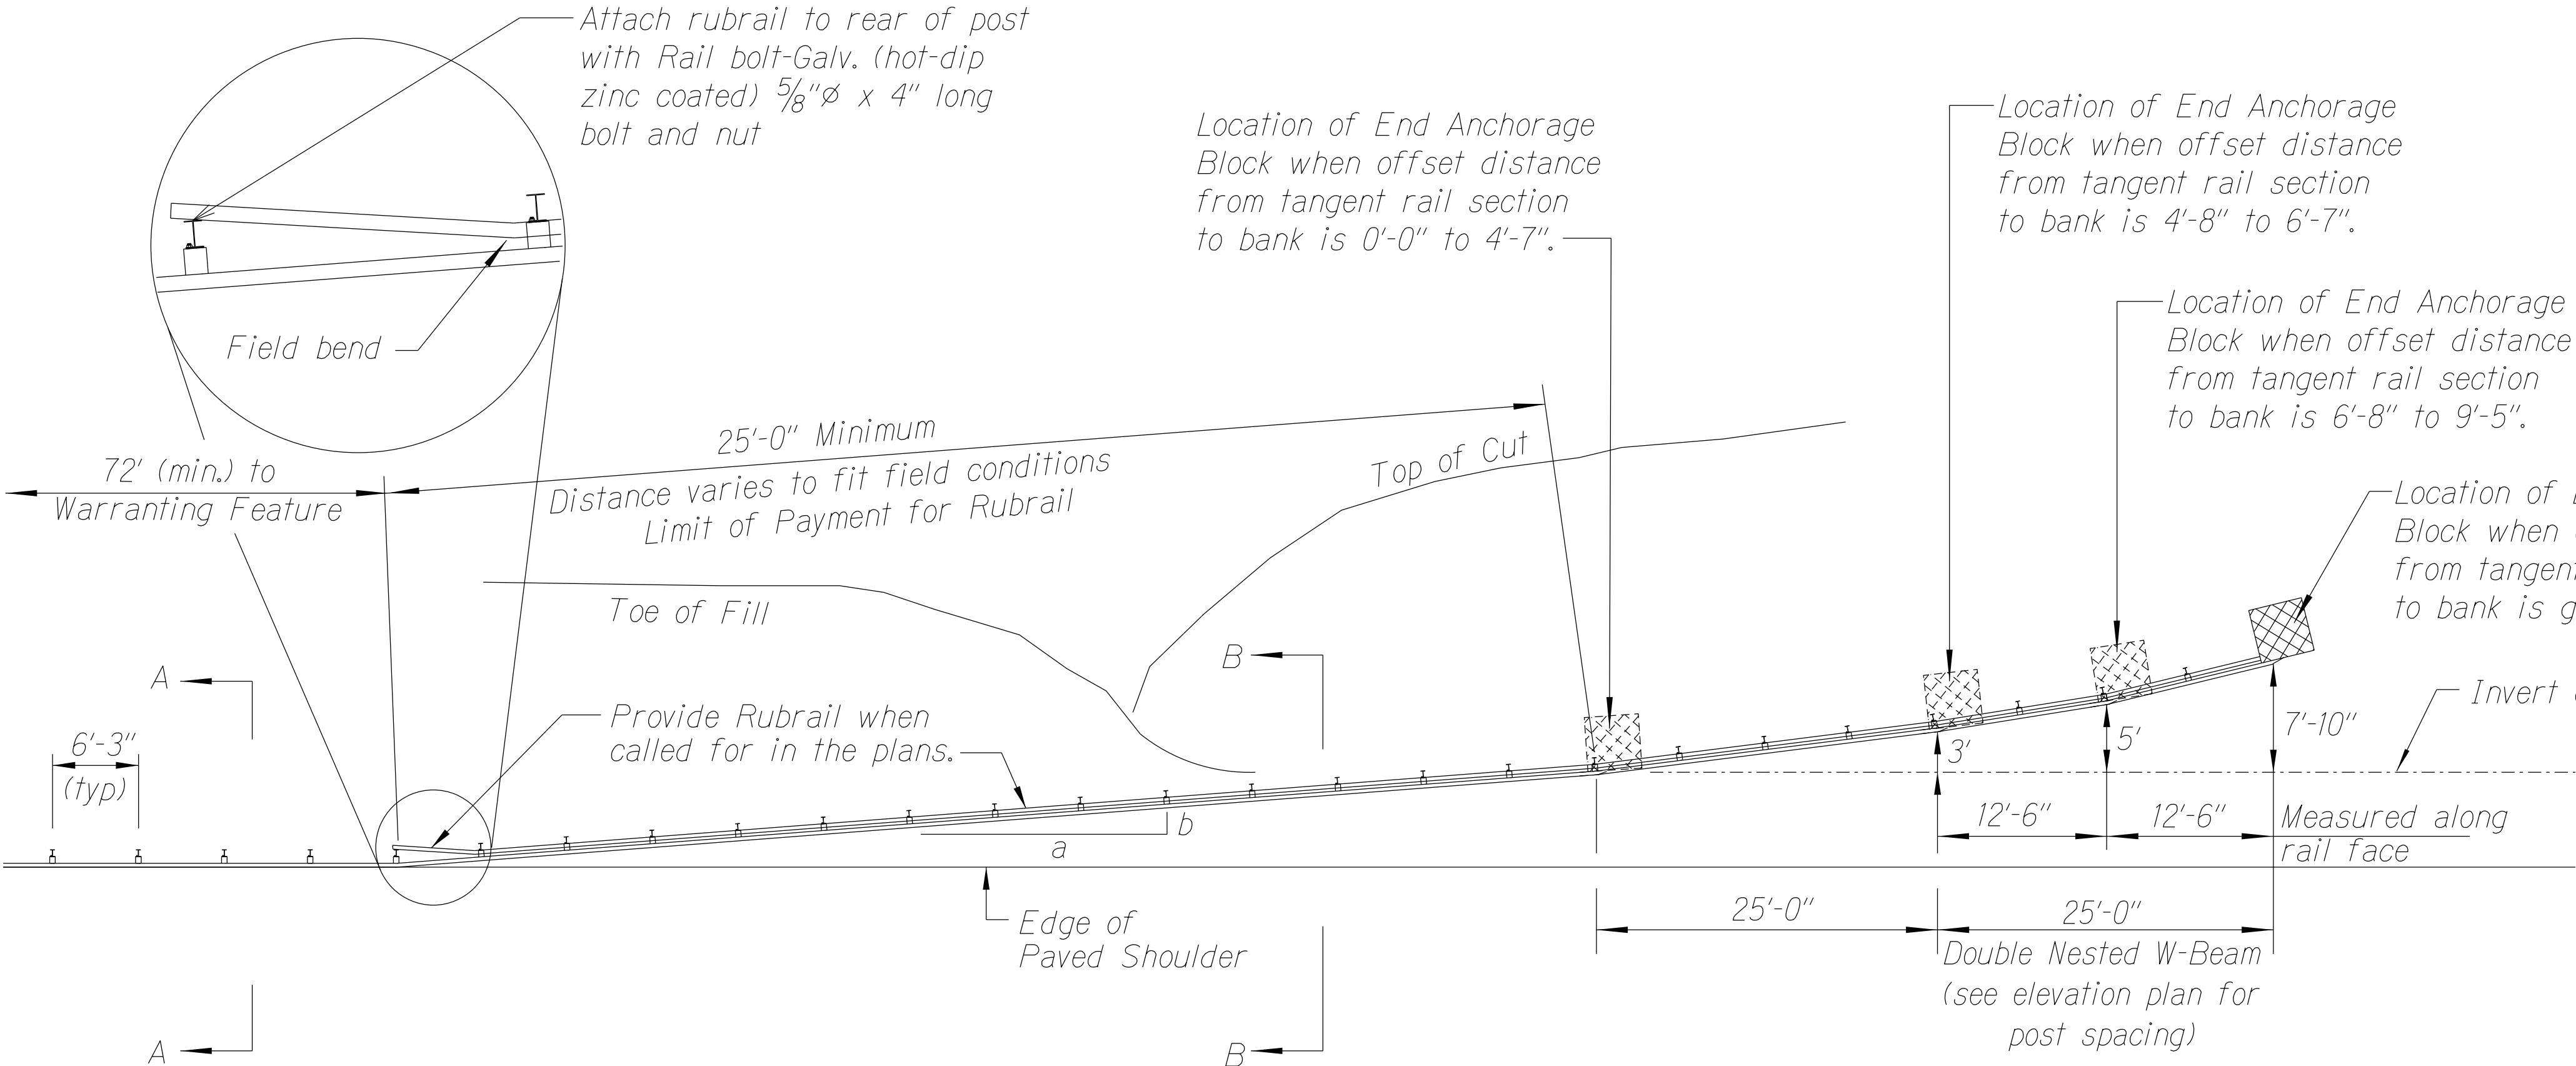 Attach rubrail to rear of post
with Rail bolt-Galv. (hot-dip
zinc coated) 5/8"Ø x 4" long
bolt and nut
Field bend
Location of End Anchorage
Block when offset distance
from tangent rail section
to bank is 0'-0" to 4'-7".
Location of End Anchorage
Block when offset distance
from tangent rail section
to bank is 4'-8" to 6'-7".
Location of End Anchorage
Block when offset distance
from tangent rail section
to bank is 6'-8" to 9'-5".
Location of
Block when
from tangent
to bank is
72' (min.) to
Warranting Feature
25'-0" Minimum
Distance varies to fit field conditions
Limit of Payment for Rubrail
Top of Cut
Toe of Fill
A
B
Provide Rubrail when
called for in the plans.
6'-3"
(typ)
b
a
3'
5'
7'-10"
Invert
12'-6"
12'-6"
Measured along
rail face
Edge of
Paved Shoulder
25'-0"
25'-0"
Double Nested W-Beam
(see elevation plan for
post spacing)
A
B